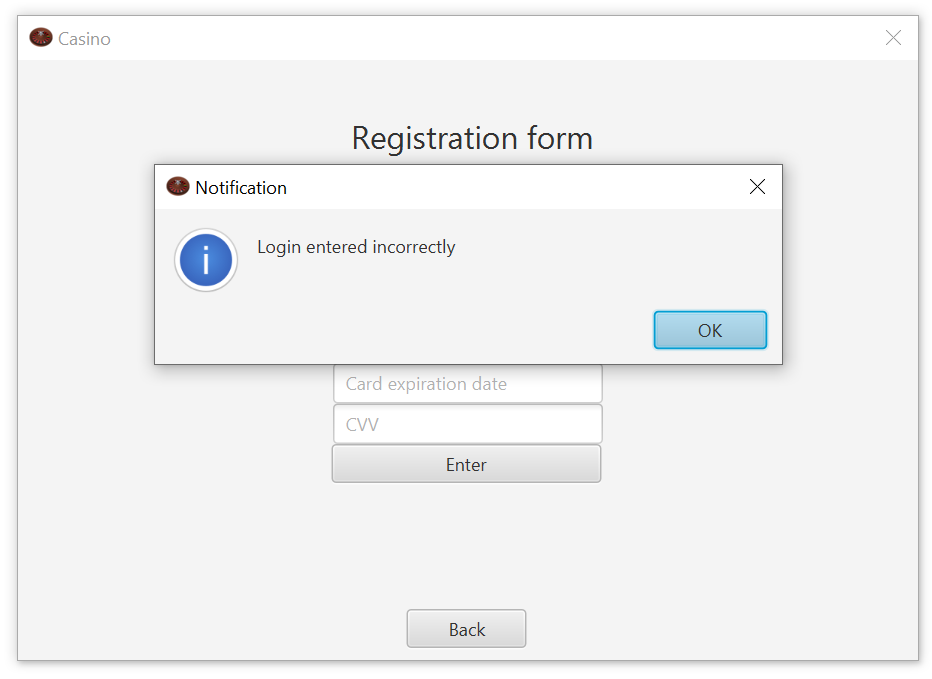 Casino
Registration form
Notification
Login entered incorrectly
OK
Card expiration date
CVV
Enter
Back